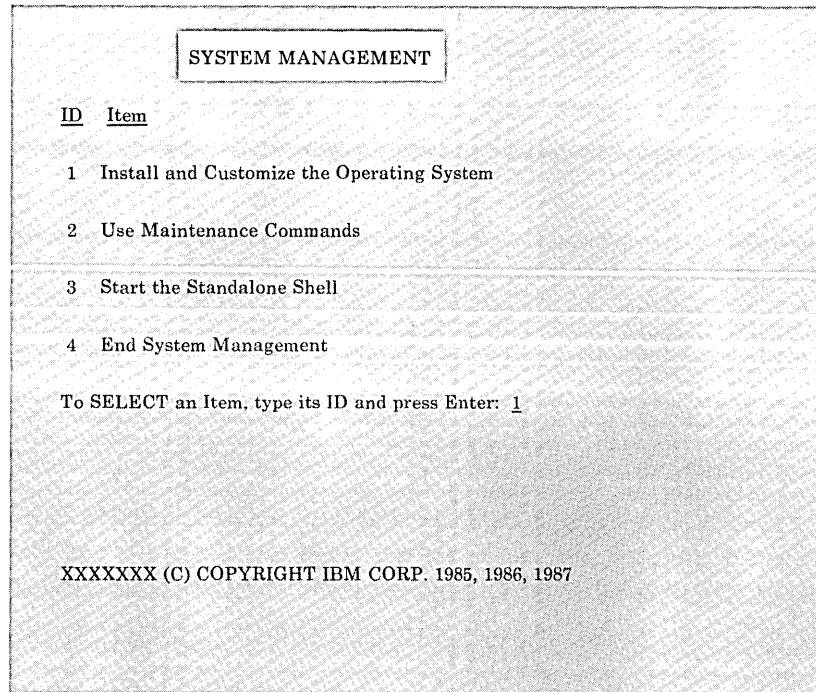 SYSTEM MANAGEMENT
ID Item
1 Install and Customize the Operating System
2 Use Maintenance Commands
3 Start the Standalone Shell
4 End System Management
To SELECT an Item, type its ID and press Enter: 1
XXXXXXX (C) COPYRIGHT IBM CORP. 1985, 1986, 1987